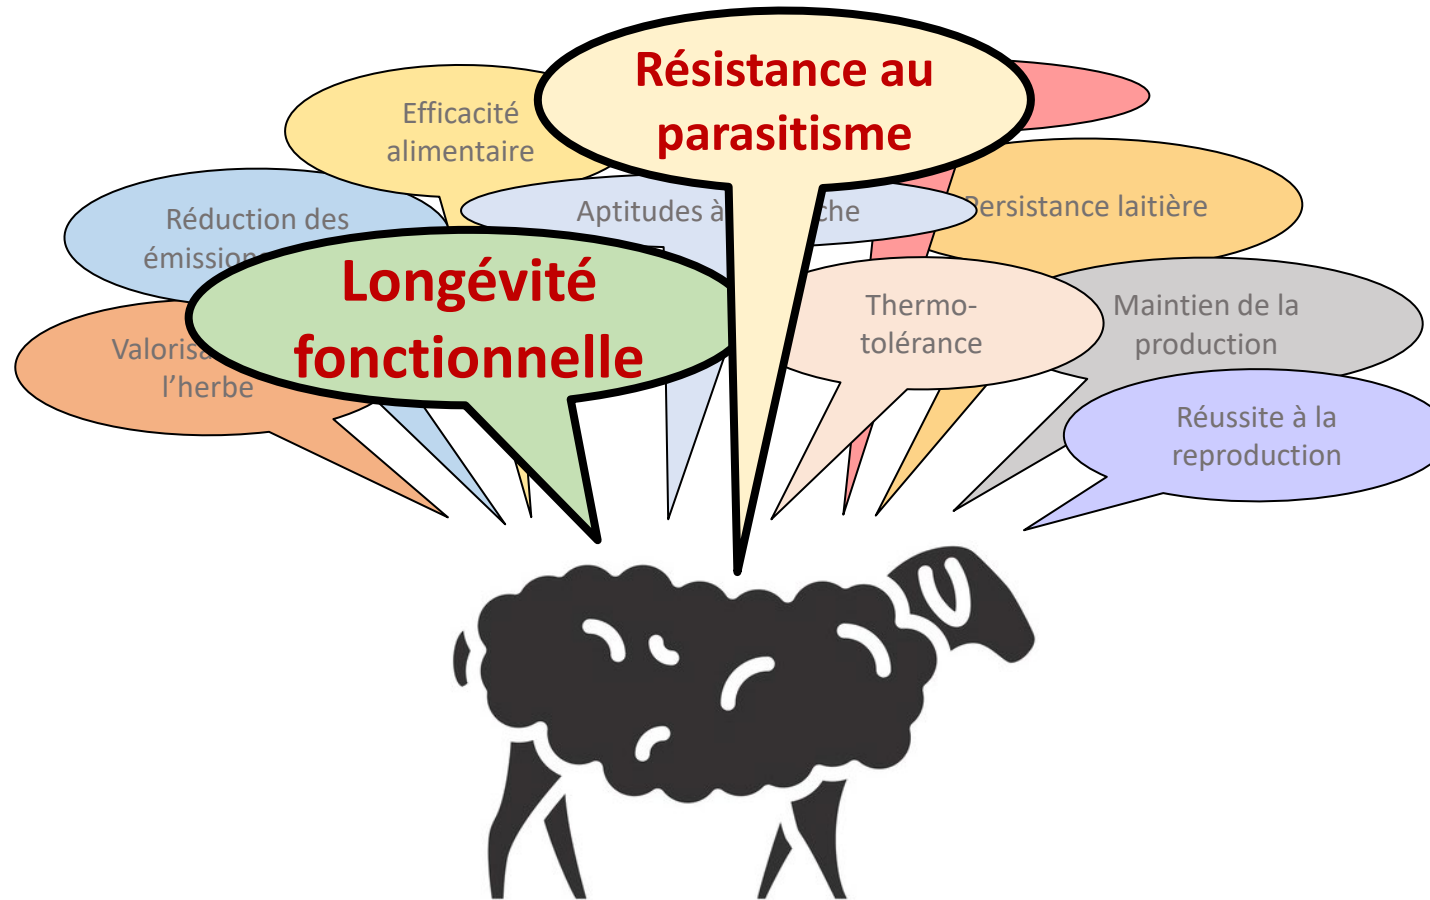 Résistance au
parasitisme
Efficacité
alimentaire
Réduction des
Aptitudes à
Persistance laitière
Longévité
fonctionnelle
Thermo-
tolérance
Maintien de la
production
l'herbe
Réussite à la
reproduction